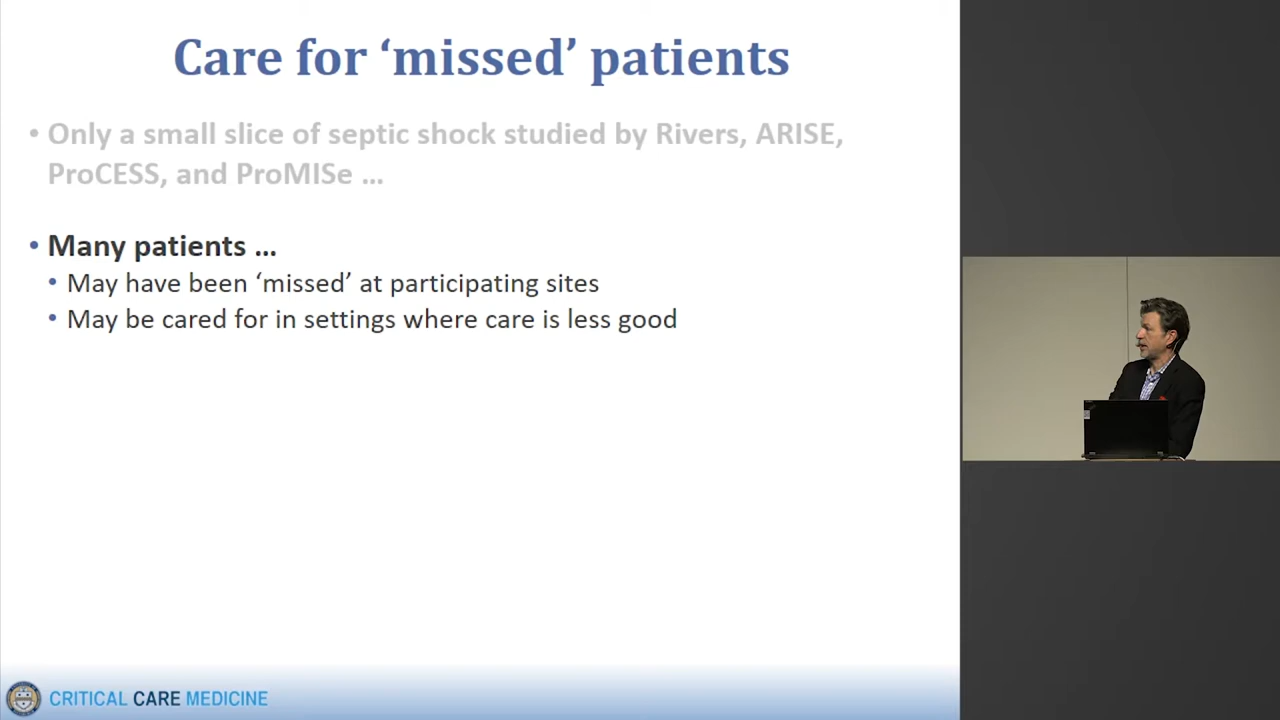 Care for ‘missed’ patients
• Only a small slice of septic shock studied by Rivers, ARISE,
ProCESS, and ProMISe …
• Many patients …
• May have been ‘missed’ at participating sites
• May be cared for in settings where care is less good
CRITICAL CARE MEDICINE